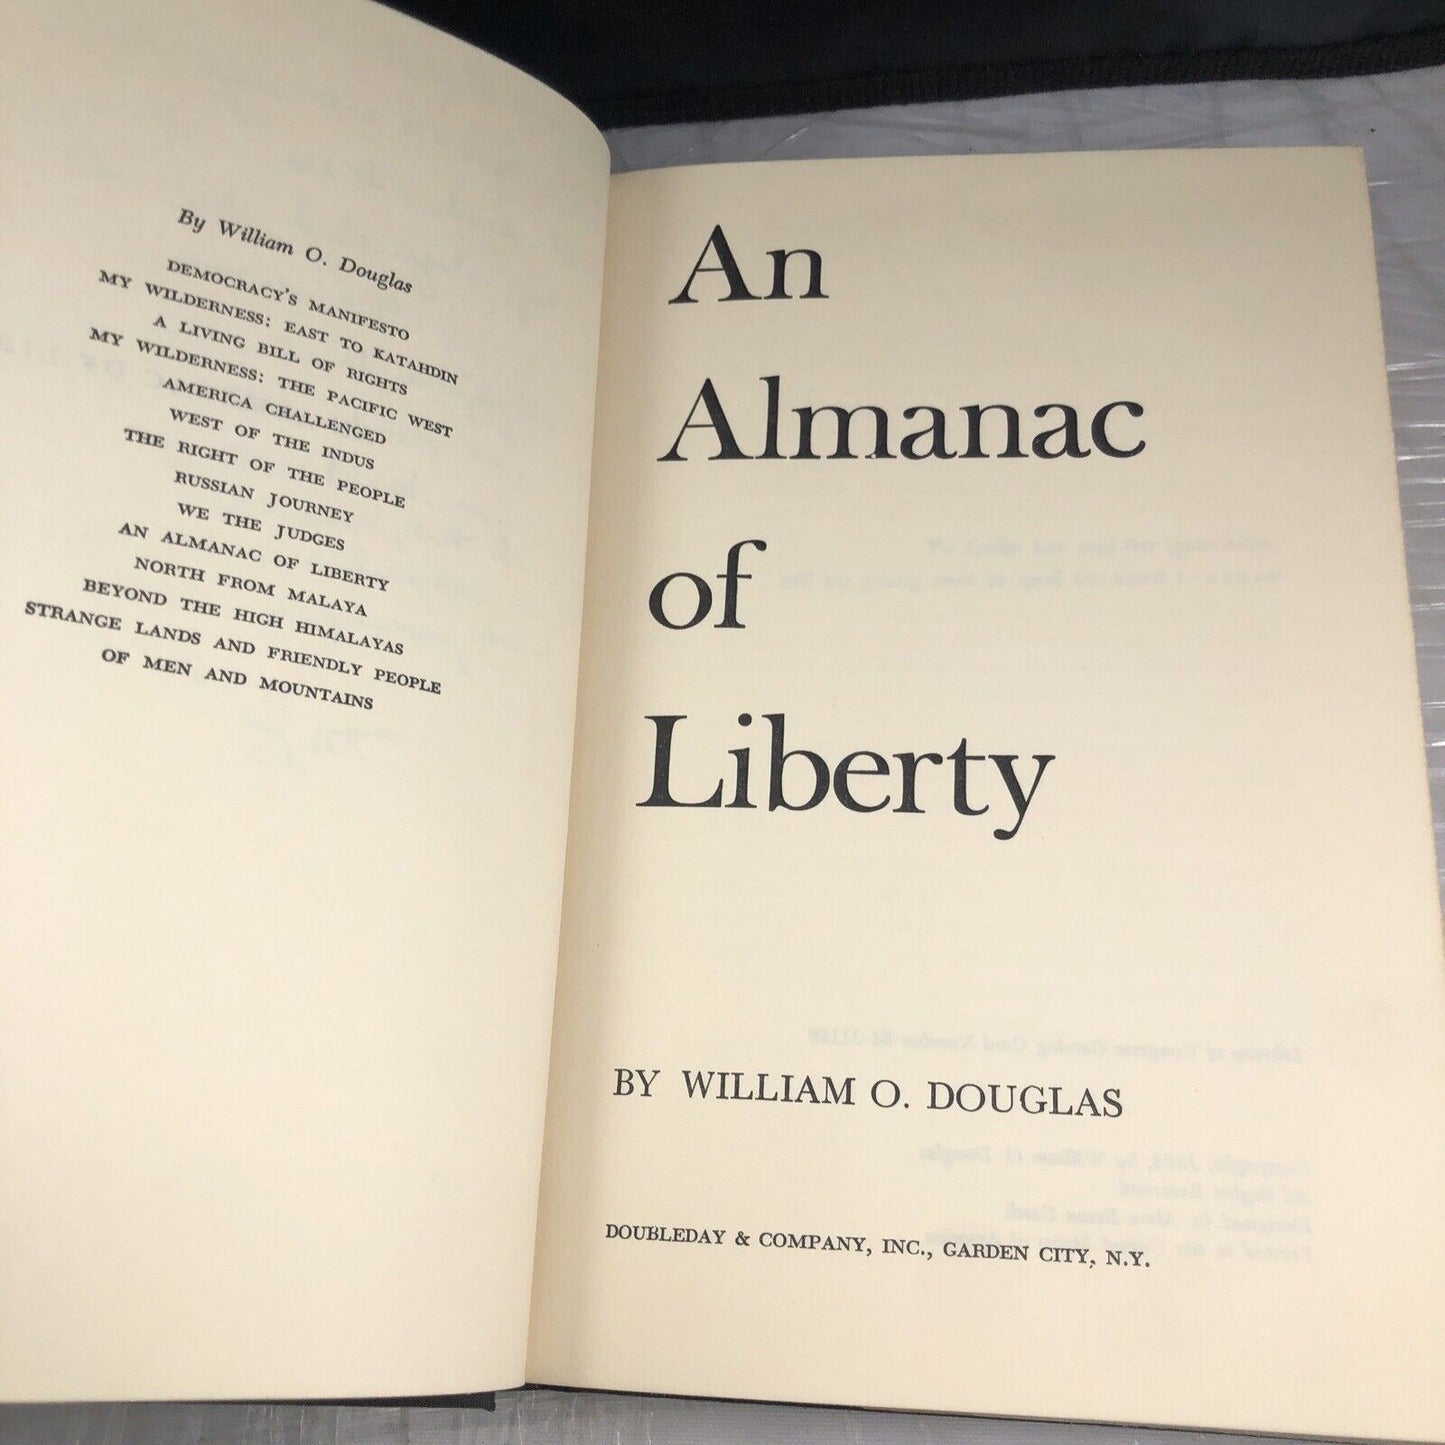 By William O. Douglas
DEMOCRACY'S MANIFESTO
MY WILDERNESS: EAST TO KATAHDIN
A LIVING BILL OF RIGHTS
MY WILDERNESS: THE PACIFIC WEST
AMERICA CHALLENGED
WEST OF THE INDUS
THE RIGHT OF THE PEOPLE
RUSSIAN JOURNEY
WE THE JUDGES
AN ALMANAC OF LIBERTY
NORTH FROM MALAYA
BEYOND THE HIGH HIMALAYAS
STRANGE LANDS AND FRIENDLY PEOPLE
OF MEN AND MOUNTAINS
An
Almanac
of
Liberty
BY WILLIAM O. DOUGLAS
DOUBLEDAY & COMPANY, INC., GARDEN CITY, N.Y.